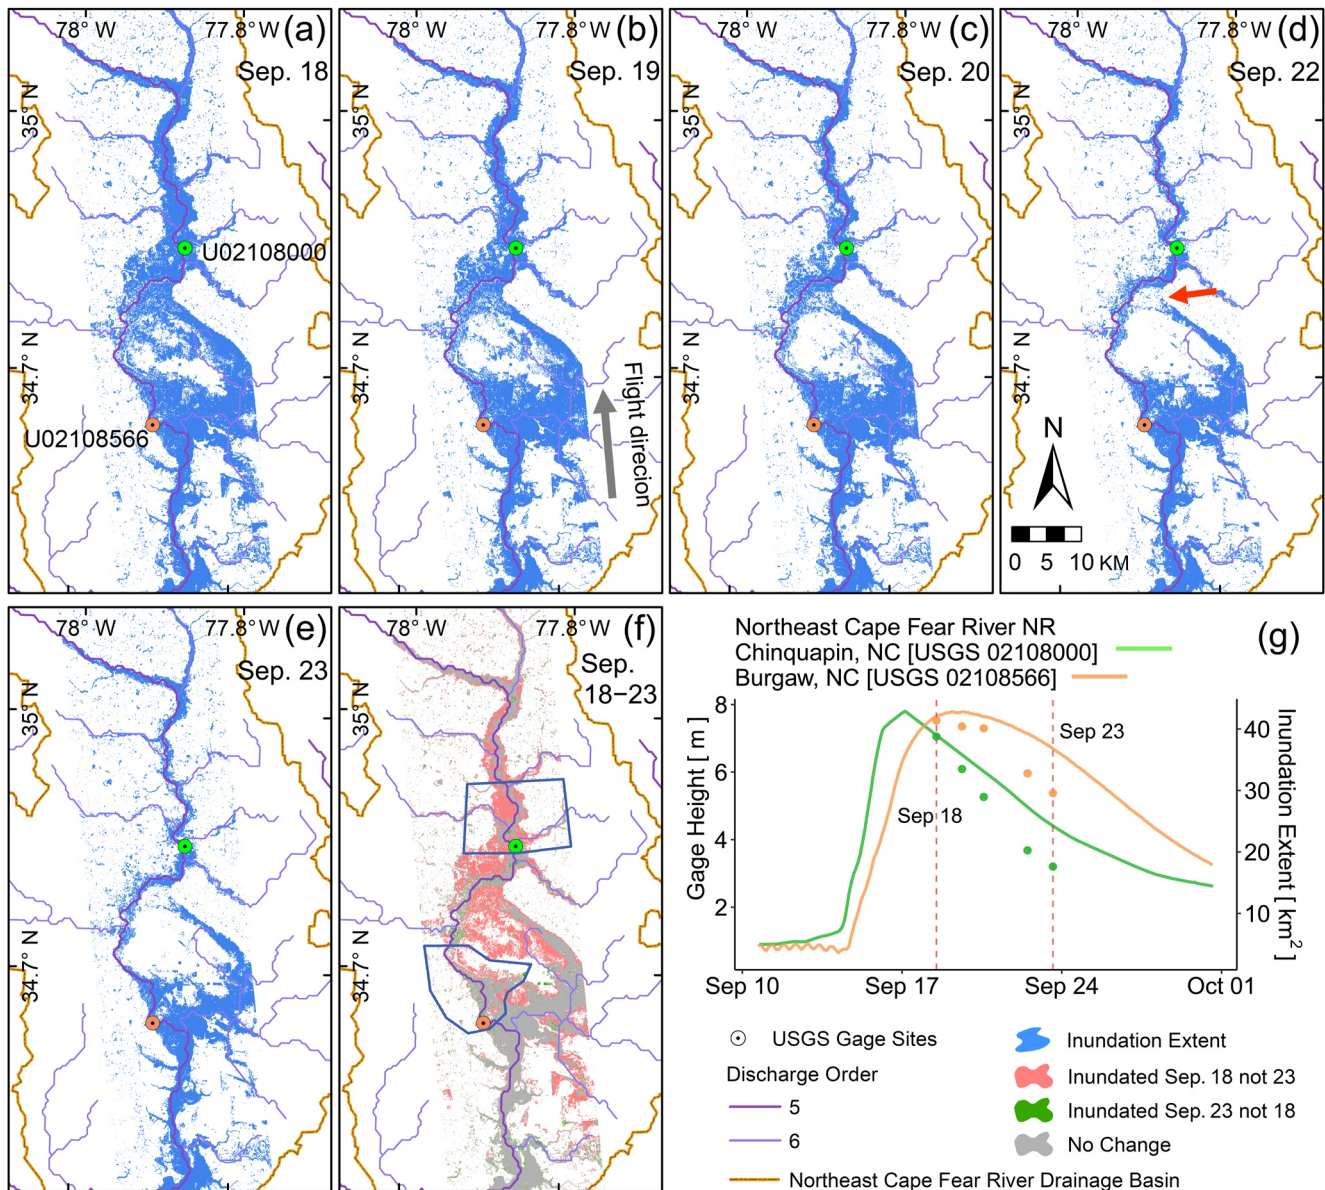 78° W
77.8° W
(a)
Sep. 18
35° N
U02108000
34.7° N
U02108566
78° W
77.8° W
(b)
Sep. 19
35° N
34.7° N
Flight direcion
78° W
77.8° W
(c)
Sep. 20
35° N
34.7° N
78° W
77.8° W
(d)
Sep. 22
35° N
34.7° N
N
0 5 10 KM
78° W
77.8° W
(e)
Sep. 23
35° N
34.7° N
78° W
77.8° W
(f)
Sep.
18–23
35° N
34.7° N
(g)
Northeast Cape Fear River NR
Chinquapin, NC [USGS 02108000]
Burgaw, NC [USGS 02108566]
Gage Height [ m ]
8
6
4
2
Sep 18
Sep 23
40
30
20
10
Inundation Extent [ km2 ]
Sep 10
Sep 17
Sep 24
Oct 01
USGS Gage Sites
Discharge Order
5
6
Inundation Extent
Inundated Sep. 18 not 23
Inundated Sep. 23 not 18
No Change
Northeast Cape Fear River Drainage Basin